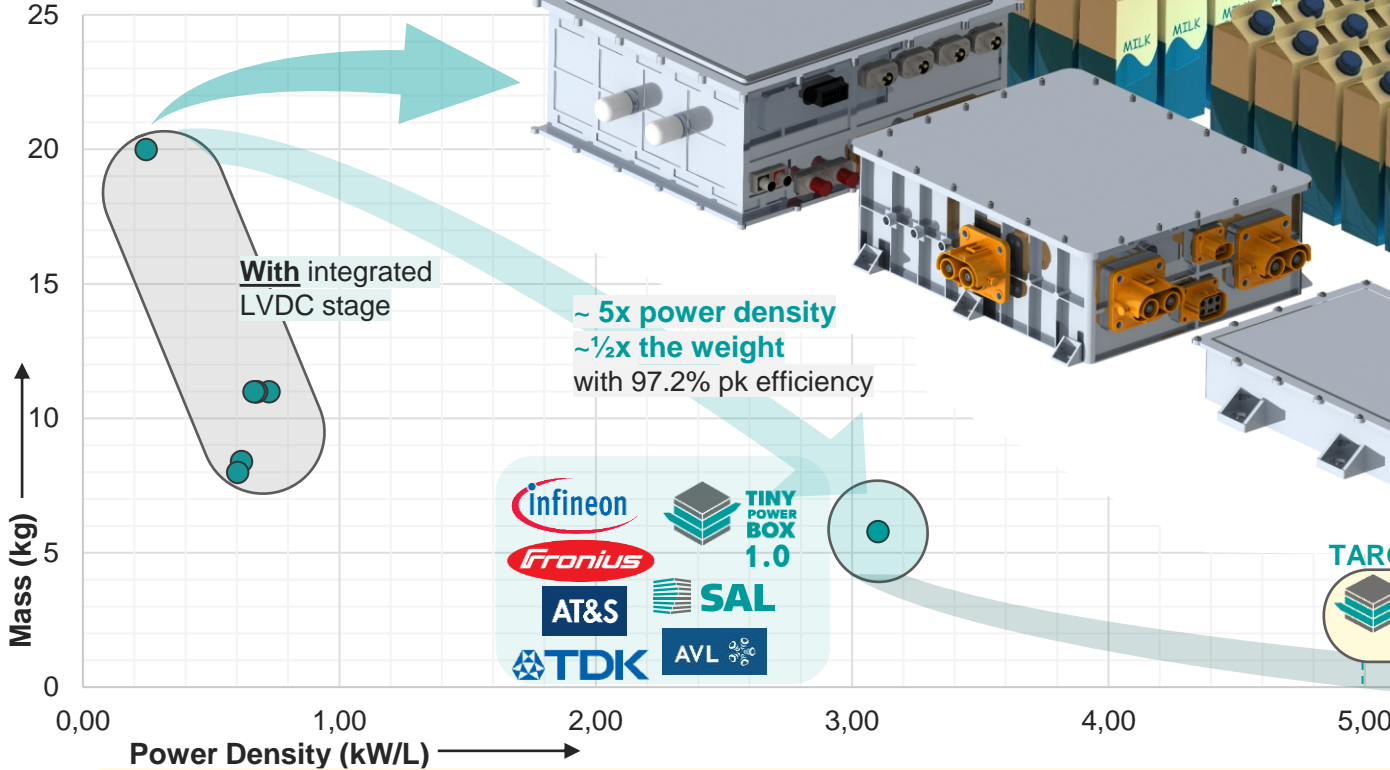 25
20
15
10
5
0
Mass (kg)
0,00
1,00
2,00
3,00
4,00
5,00
Power Density (kW/L)
MILK
MILK
With integrated
LVDC stage
~ 5x power density
~½x the weight
with 97.2% pk efficiency
infineon
Fronius
AT&S
TDK
TINY
POWER
BOX
1.0
SAL
AVL